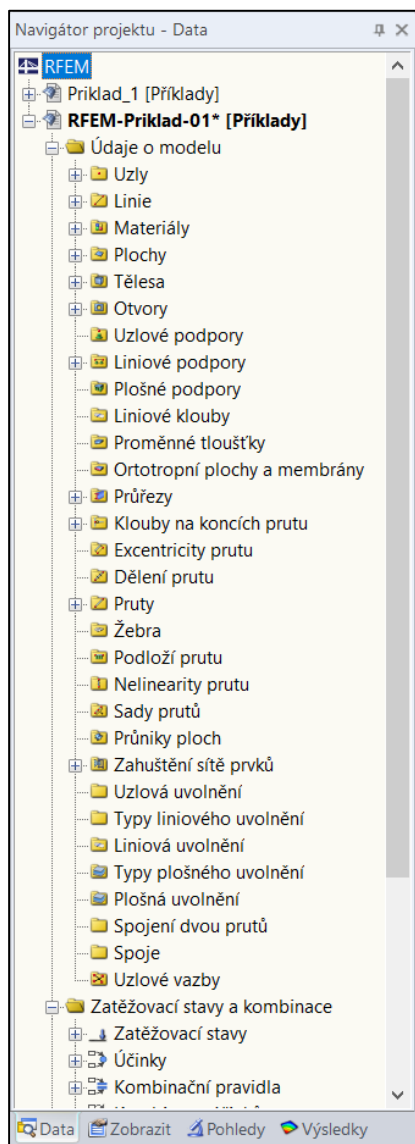 Navigátor projektu - Data
RFEM
Priklad_1 [Příklady]
RFEM-Priklad-01* [Příklady]
Údaje o modelu
Uzly
Linie
Materiály
Plochy
Tělesa
Otvory
Uzlové podpory
Liniové podpory
Plošné podpory
Liniové klouby
Proměnné tloušťky
Ortotropní plochy a membrány
Průřezy
Klouby na koncích prutu
Excentricity prutu
Dělení prutu
Pruty
Žebra
Podloží prutu
Nelinearity prutu
Sady prutů
Průniky ploch
Zahuštění sítě prvků
Uzlová uvolnění
Typy liniového uvolnění
Liniová uvolnění
Typy plošného uvolnění
Plošná uvolnění
Spojení dvou prutů
Spoje
Uzlové vazby
Zatěžovací stavy a kombinace
Zatěžovací stavy
Účinky
Kombinační pravidla
Data Zobrazit Pohledy Výsledky